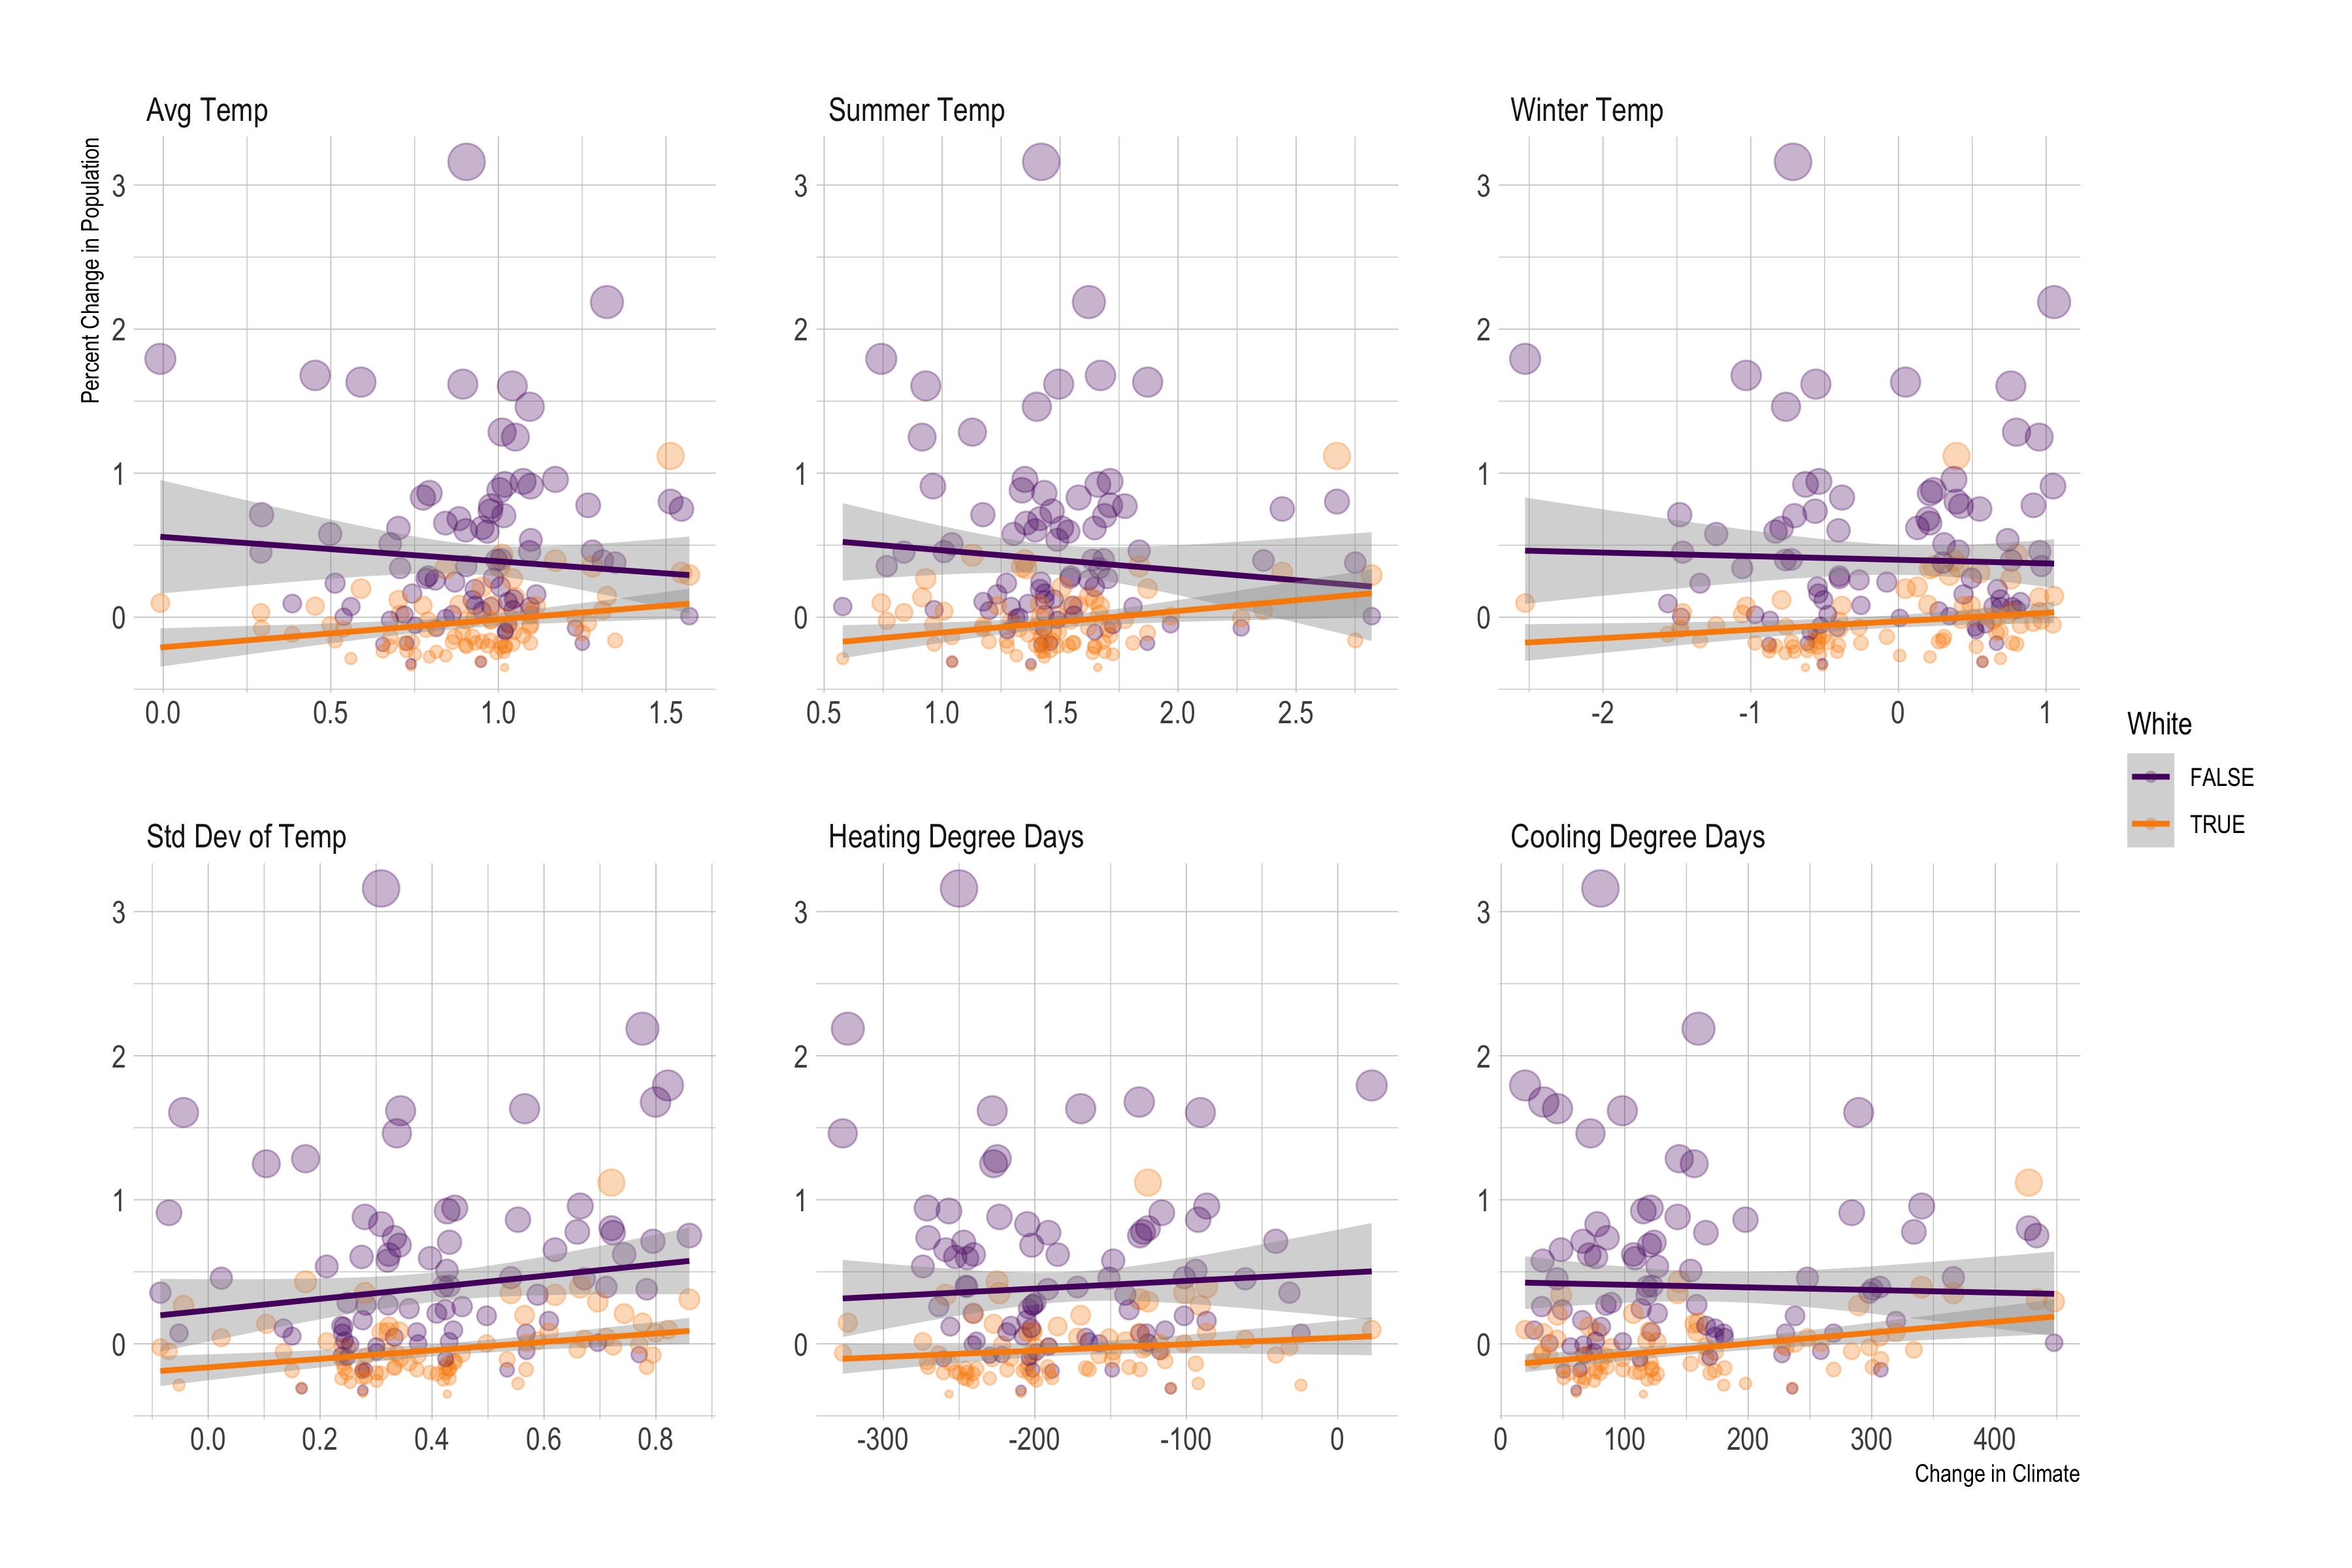 Avg Temp
Summer Temp
Winter Temp
Percent Change in Population
3
2
1
0
3
2
1
0
3
2
1
0
0.0 0.5 1.0 1.5
0.5 1.0 1.5 2.0 2.5
-2 -1 0 1
White
FALSE
TRUE
Std Dev of Temp
Heating Degree Days
Cooling Degree Days
3
2
1
0
3
2
1
0
3
2
1
0
0.0 0.2 0.4 0.6 0.8
-300 -200 -100 0
0 100 200 300 400
Change in Climate